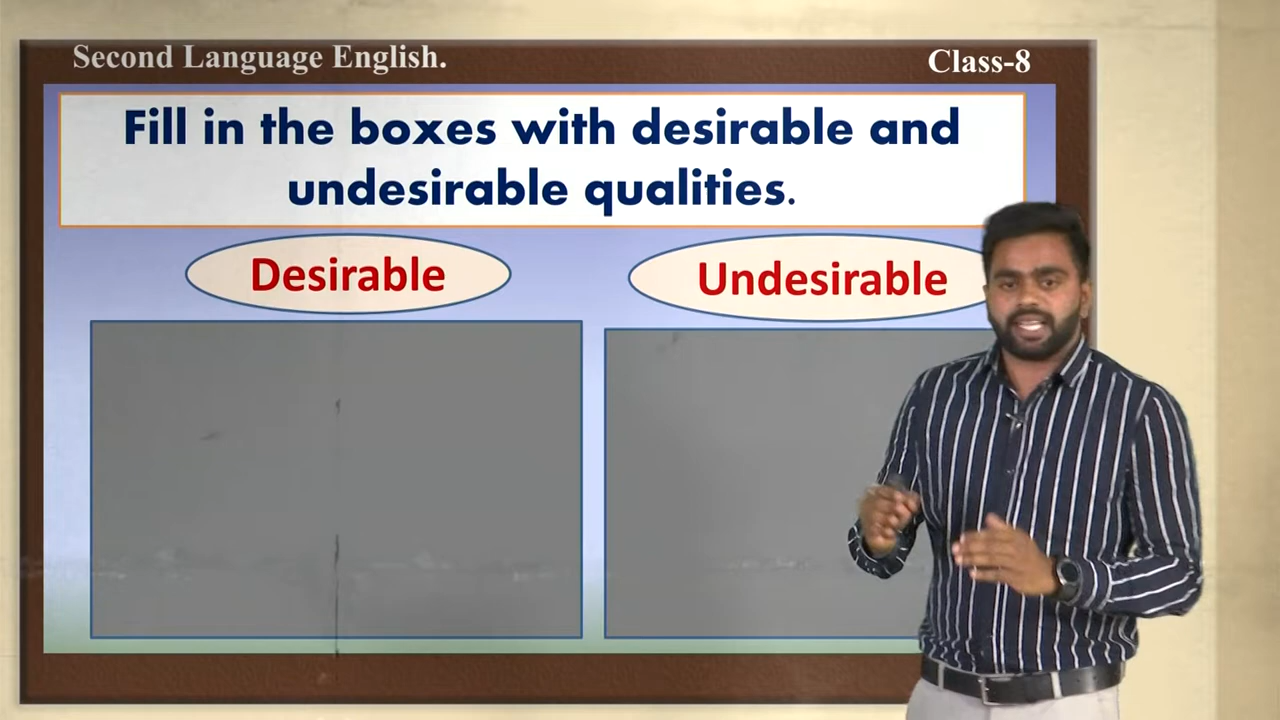 Second Language English.
Class-8
Fill in the boxes with desirable and
undesirable qualities.
Desirable
Undesirable